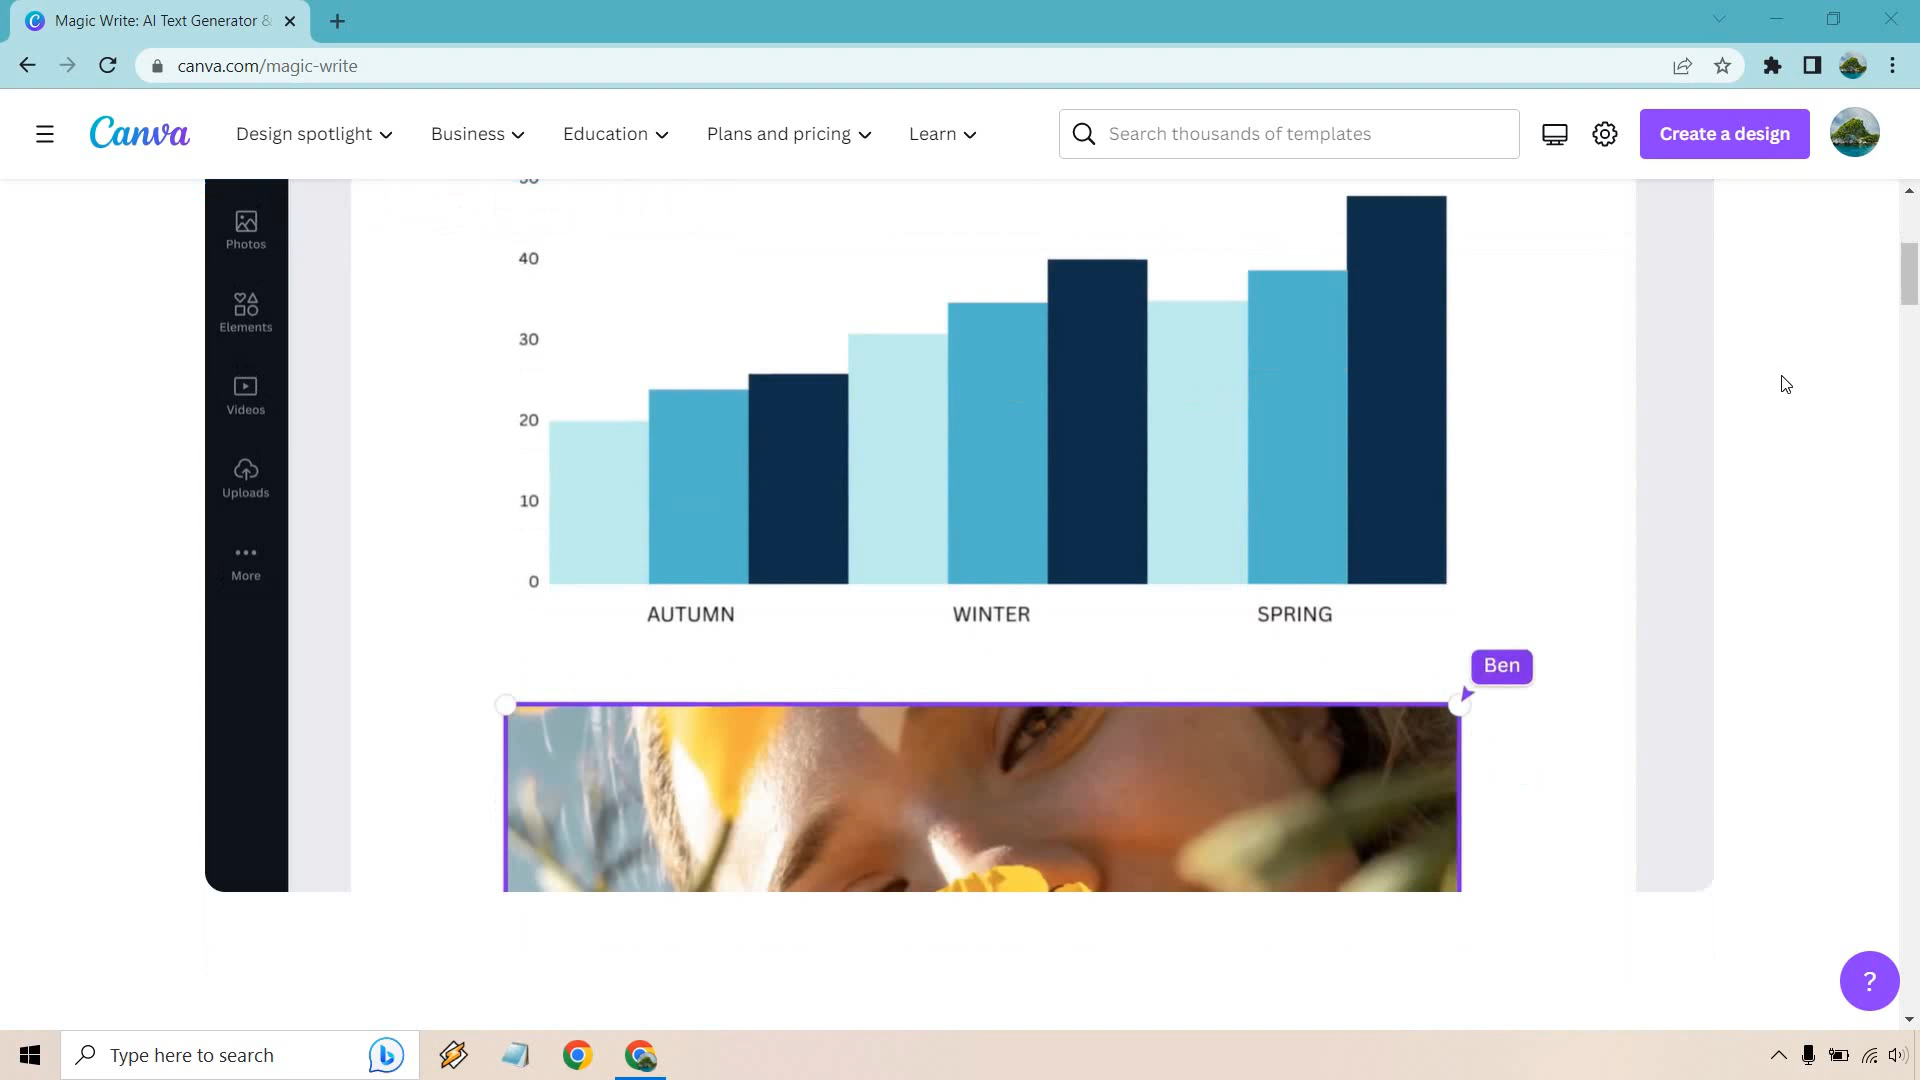 Magic Write: AI Text Generator &
canva.com/magic-write
Canva
Design spotlight
Business
Education
Plans and pricing
Learn
Search thousands of templates
Create a design
Photos
Elements
Videos
Uploads
More
40
30
20
10
0
AUTUMN
WINTER
SPRING
Ben
?
Type here to search